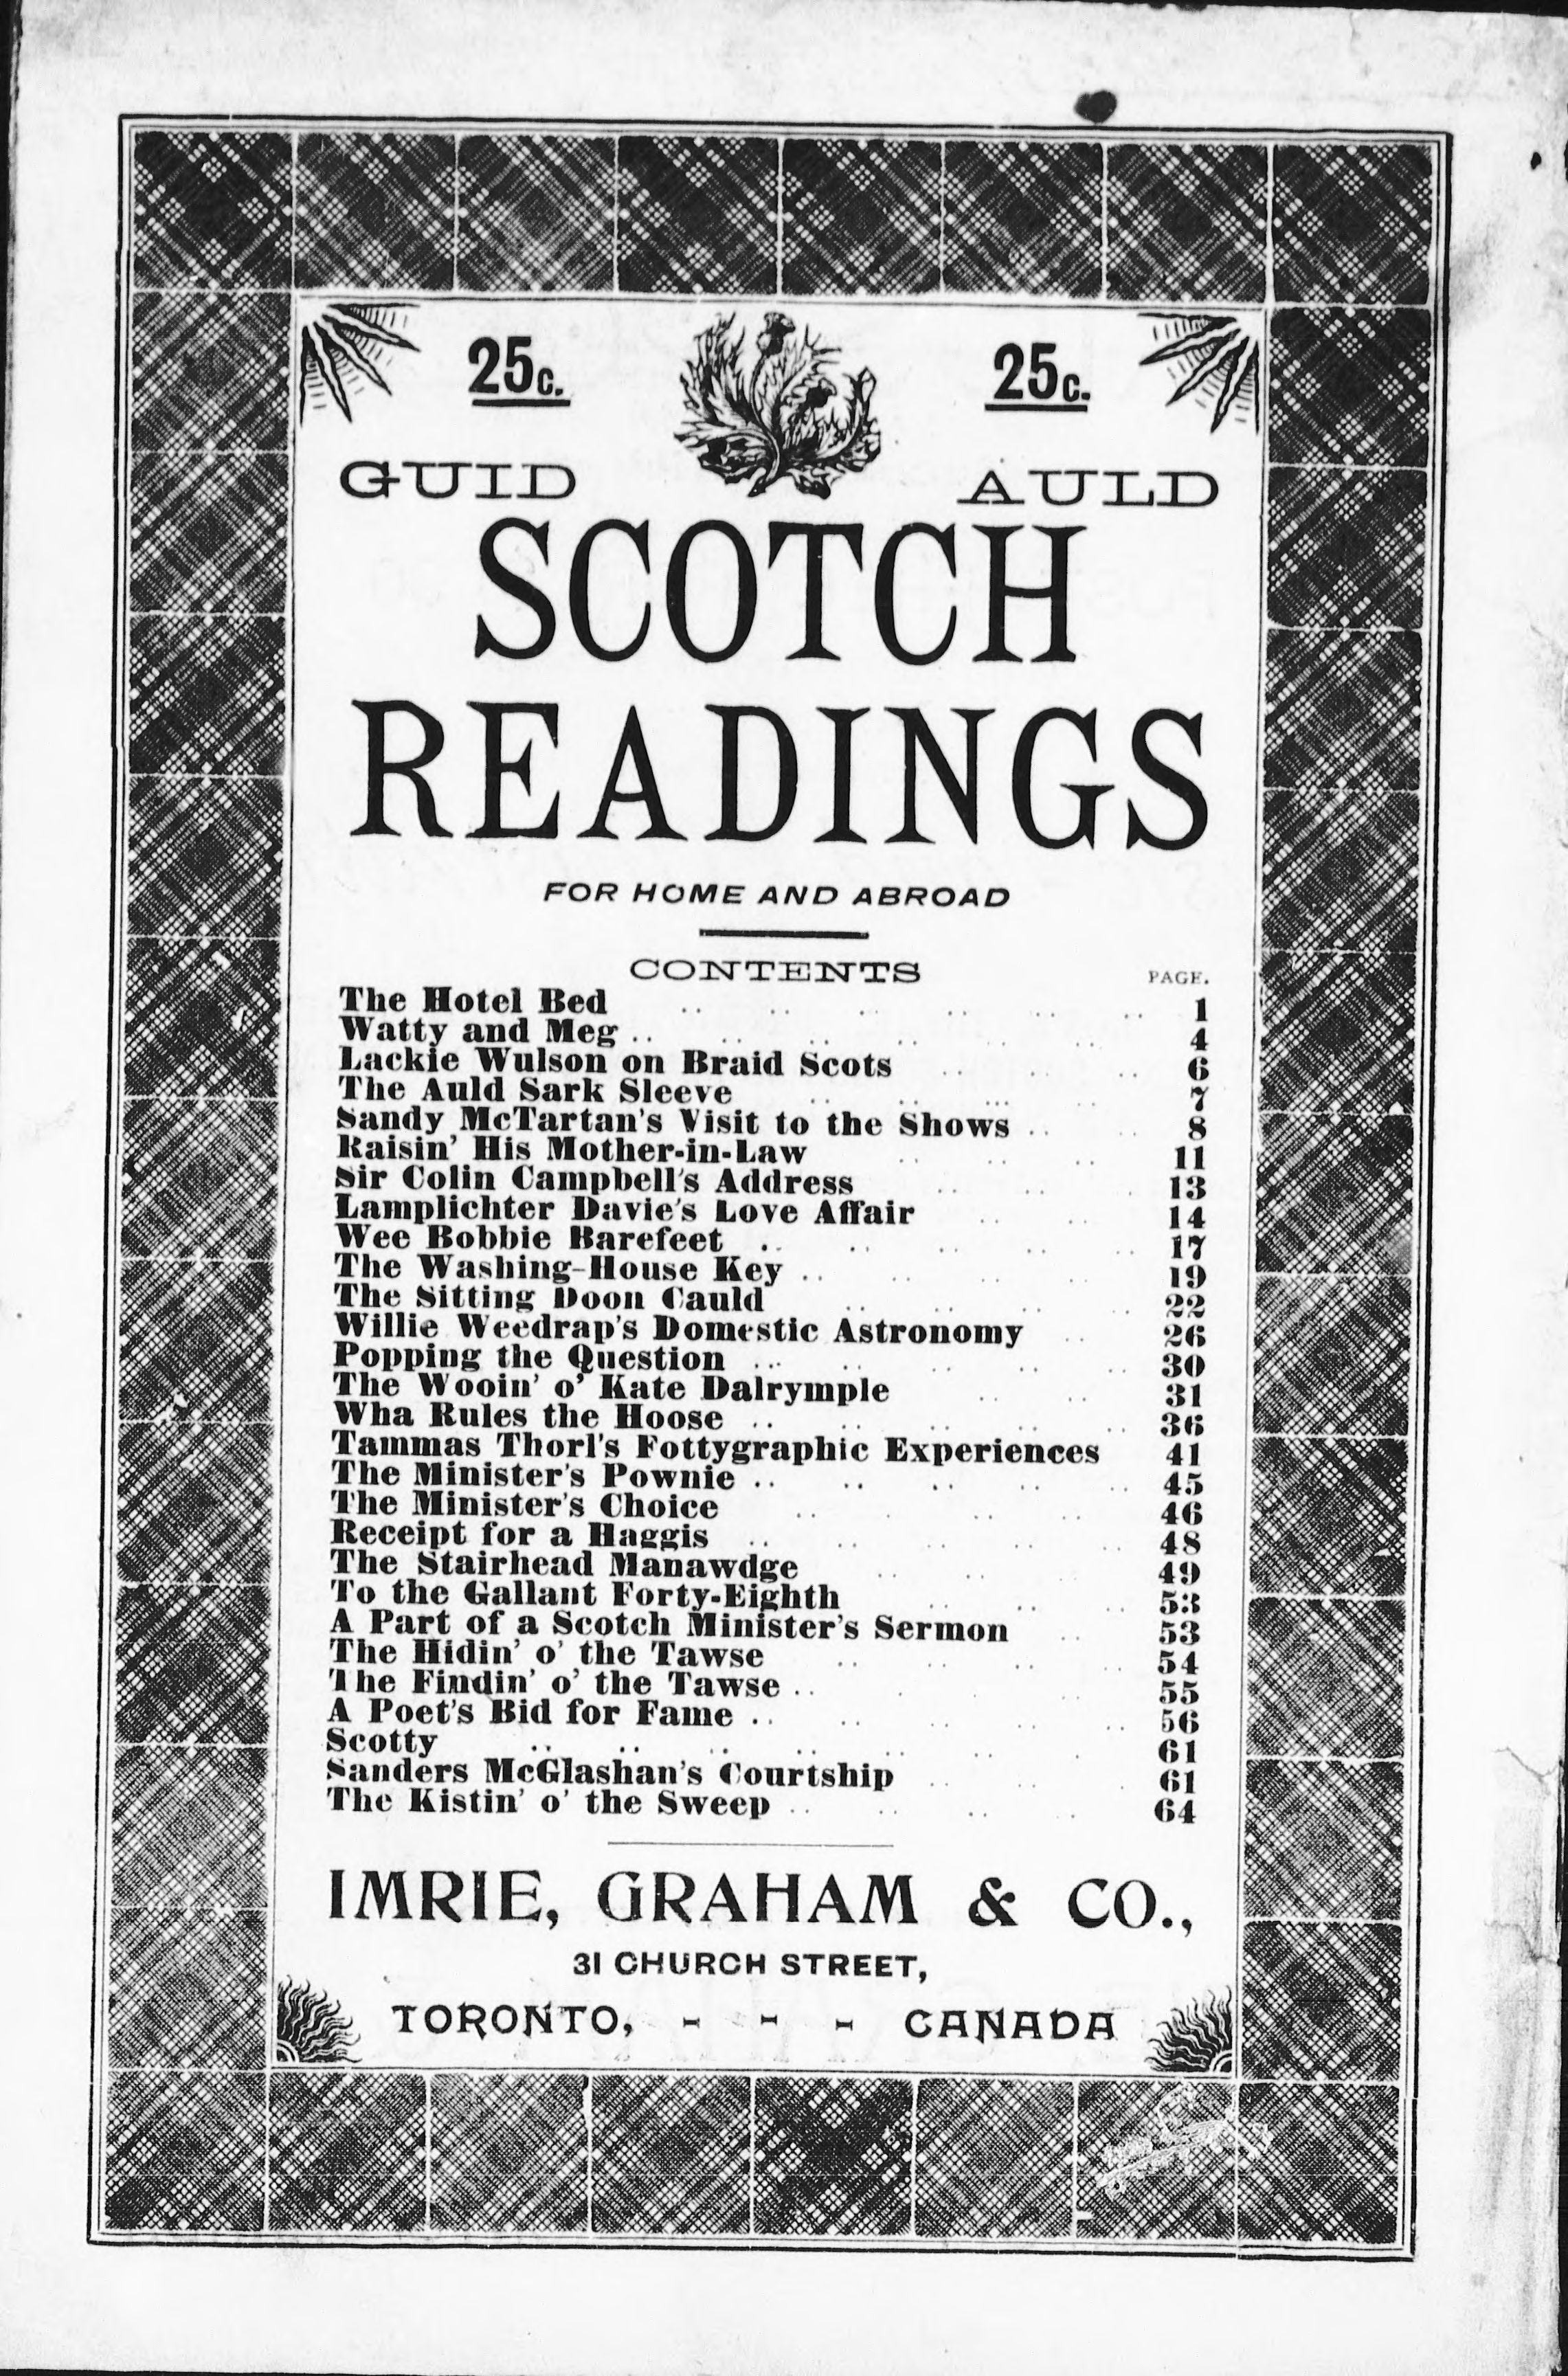 25c. 25c.
GUID AULD
SCOTCH
READINGS
FOR HOME AND ABROAD
CONTENTS PAGE.
The Hotel Bed .. .. .. .. .. .. 1
Watty and Meg .. .. .. .. .. .. 4
Lackie Wulson on Braid Scots .. .. .. 6
The Auld Sark Sleeve .. .. .. .. 7
Sandy McTartan's Visit to the Shows .. .. 8
Raisin' His Mother-in-Law .. .. .. 11
Sir Colin Campbell's Address .. .. .. 13
Lamplichter Davie's Love Affair .. .. 14
Wee Bobbie Barefeet .. .. .. .. .. 17
The Washing-House Key .. .. .. .. 19
The Sitting Doon Cauld .. .. .. .. 22
Willie Weedrap's Domestic Astronomy .. 26
Popping the Question .. .. .. .. .. 30
The Wooin' o' Kate Dalrymple .. .. 31
Wha Rules the Hoose .. .. .. .. .. 36
Tammas Thorl's Fottygraphic Experiences 41
The Minister's Pownie .. .. .. .. .. 45
The Minister's Choice .. .. .. .. 46
Receipt for a Haggis .. .. .. .. .. 48
The Stairhead Manawdge .. .. .. 49
To the Gallant Forty-Eighth .. .. .. 53
A Part of a Scotch Minister's Sermon .. 53
The Hidin' o' the Tawse .. .. .. .. 54
The Findin' o' the Tawse .. .. .. .. 55
A Poet's Bid for Fame .. .. .. .. .. 56
Scotty .. .. .. .. .. .. .. 61
Sanders McGlashan's Courtship .. .. .. 61
The Kistin' o' the Sweep .. .. .. .. 64
IMRIE, GRAHAM & CO.,
31 CHURCH STREET,
TORONTO, - - - CANADA